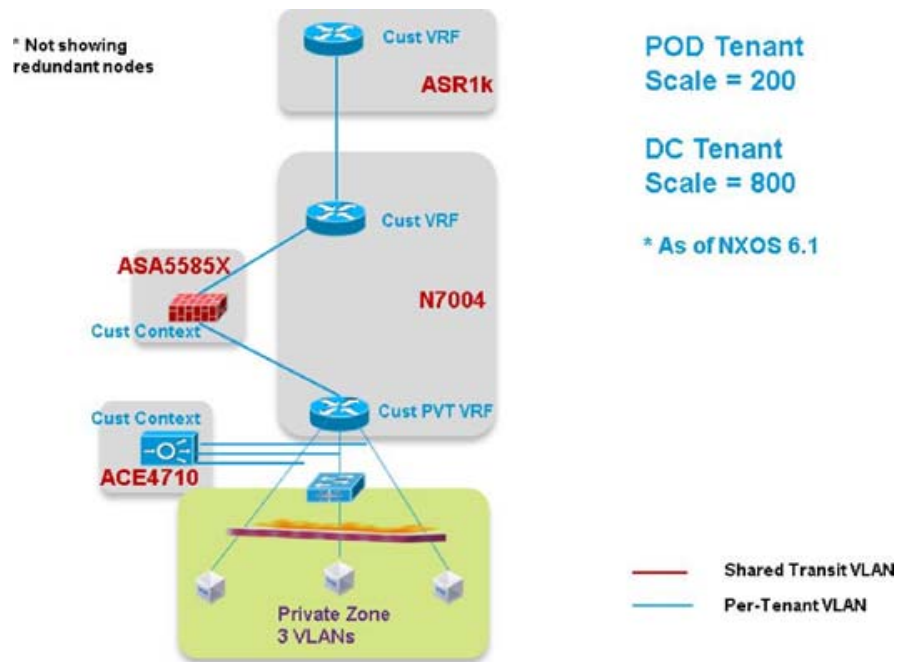 * Not showing
redundant nodes
Cust VRF
ASR1k
POD Tenant
Scale = 200
DC Tenant
Scale = 800
* As of NXOS 6.1
Cust VRF
ASA5585X
N7004
Cust Context
Cust PVT VRF
Cust Context
ACE4710
Private Zone
3 VLANs
Shared Transit VLAN
Per-Tenant VLAN